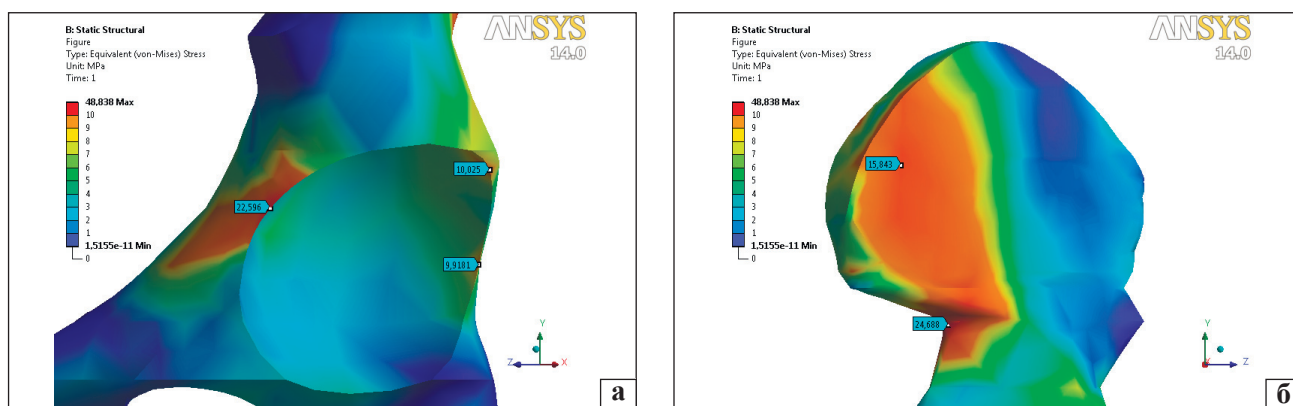 B: Static Structural
Figure
Type: Equivalent (von-Mises) Stress
Unit: MPa
Time: 1
48,838 Max
10
9
8
7
6
5
4
3
2
1
1,5155e-11 Min
0
ANSYS
14.0
10,025
22,596
9,9181
Y
Z
X
а
B: Static Structural
Figure
Type: Equivalent (von-Mises) Stress
Unit: MPa
Time: 1
48,838 Max
10
9
8
7
6
5
4
3
2
1
1,5155e-11 Min
0
ANSYS
14.0
15,843
24,688
Y
X
Z
б